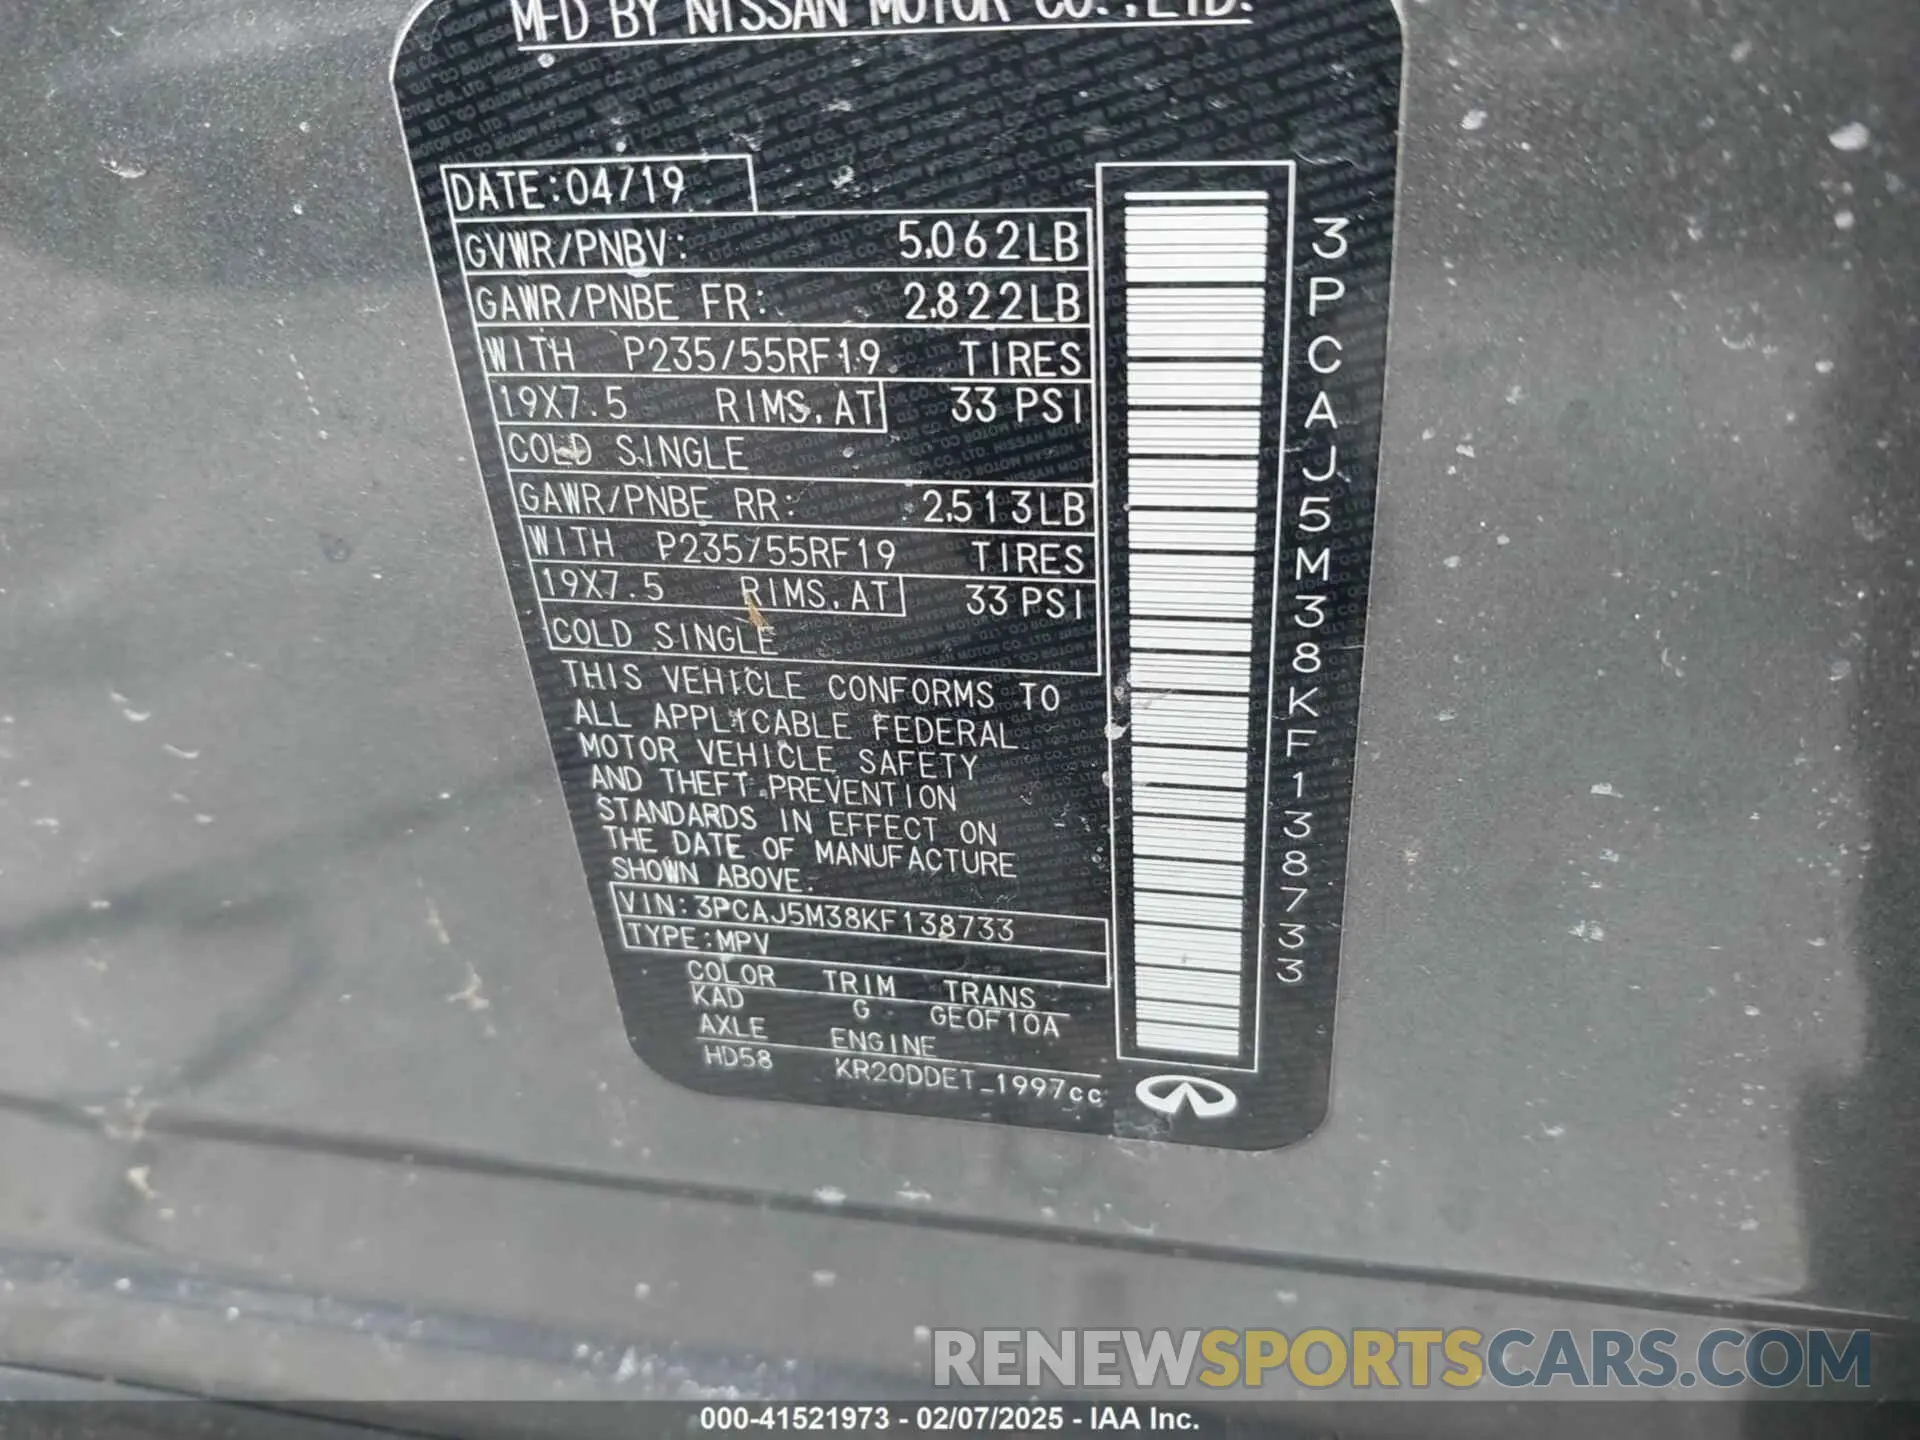 MFD BY NISSAN MOTOR CO.,LTD.
DATE:04/19
GVWR/PNBV: 5,062LB
GAWR/PNBE FR: 2,822LB
WITH P235/55RF19 TIRES
19X7.5 RIMS,AT 33 PSI
COLD SINGLE
GAWR/PNBE RR: 2,513LB
WITH P235/55RF19 TIRES
19X7.5 RIMS,AT 33 PSI
COLD SINGLE
THIS VEHICLE CONFORMS TO
ALL APPLICABLE FEDERAL
MOTOR VEHICLE SAFETY
AND THEFT PREVENTION
STANDARDS IN EFFECT ON
THE DATE OF MANUFACTURE
SHOWN ABOVE.
VIN:3PCAJ5M38KF138733
TYPE:MPV
COLOR TRIM TRANS
KAD G GE0F10A
AXLE ENGINE
HD58 KR20DDET_1997cc
3PCAJ5M38KF138733
RENEWSPORTSCARS.COM
000-41521973 - 02/07/2025 - IAA Inc.